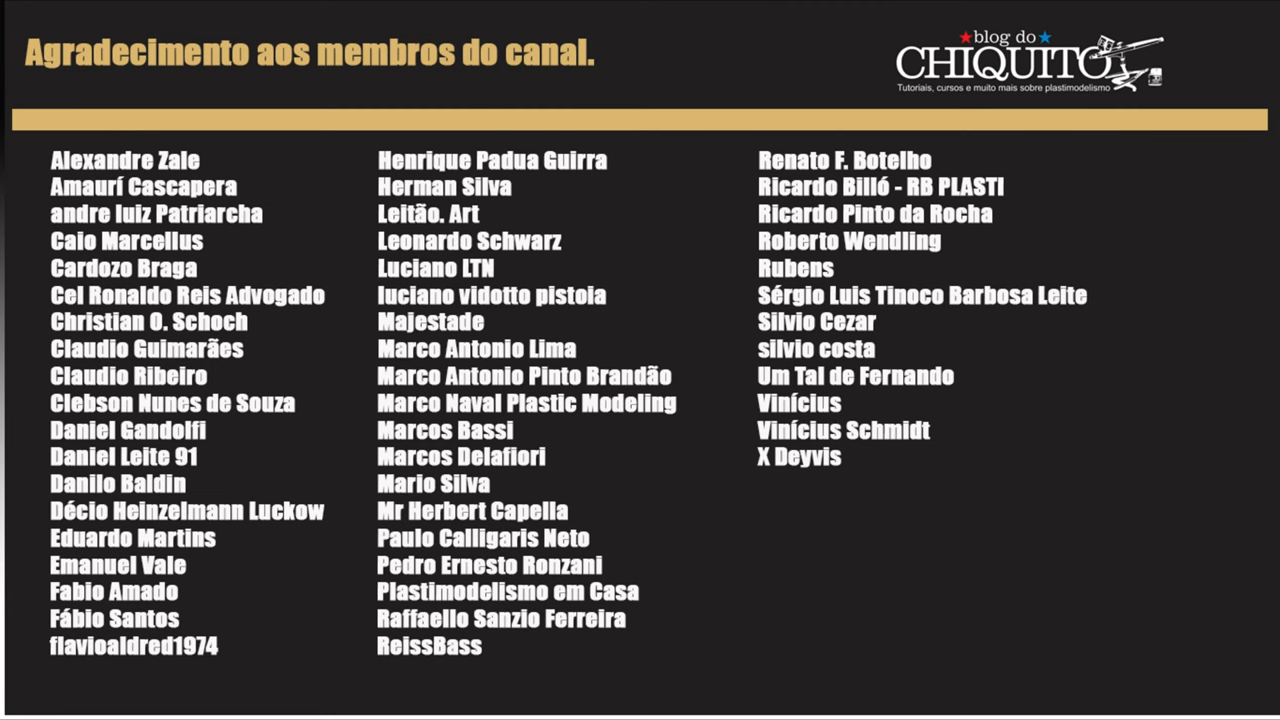 Agradecimento aos membros do canal.
blog do
CHIQUITO
Tutoriais, cursos e muito mais sobre plastimodelismo
Alexandre Zale
Amaurí Cascapera
andre luiz Patriarcha
Caio Marcellus
Cardozo Braga
Cel Ronaldo Reis Advogado
Christian O. Schoch
Claudio Guimarães
Claudio Ribeiro
Clebson Nunes de Souza
Daniel Gandolfi
Daniel Leite 91
Danilo Baldin
Décio Heinzelmann Luckow
Eduardo Martins
Emanuel Vale
Fabio Amado
Fábio Santos
flavioaldred1974
Henrique Padua Guirra
Herman Silva
Leitão. Art
Leonardo Schwarz
Luciano LTN
luciano vidotto pistoia
Majestade
Marco Antonio Lima
Marco Antonio Pinto Brandão
Marco Naval Plastic Modeling
Marcos Bassi
Marcos Delafiori
Mario Silva
Mr Herbert Capella
Paulo Calligaris Neto
Pedro Ernesto Ronzani
Plastimodelismo em Casa
Raffaello Sanzio Ferreira
ReissBass
Renato F. Botelho
Ricardo Billó - RB PLASTI
Ricardo Pinto da Rocha
Roberto Wendling
Rubens
Sérgio Luis Tinoco Barbosa Leite
Silvio Cezar
silvio costa
Um Tal de Fernando
Vinícius
Vinícius Schmidt
X Deyvis